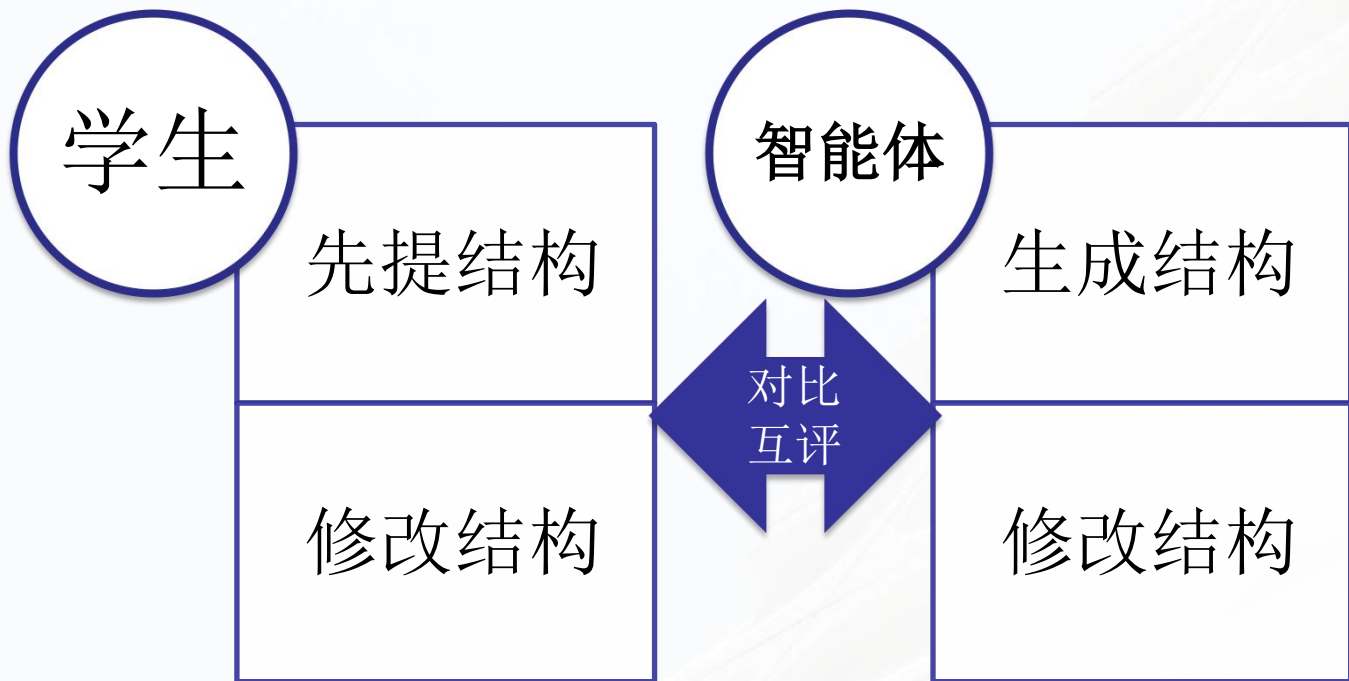 学生
先提结构
修改结构
对比
互评
智能体
生成结构
修改结构